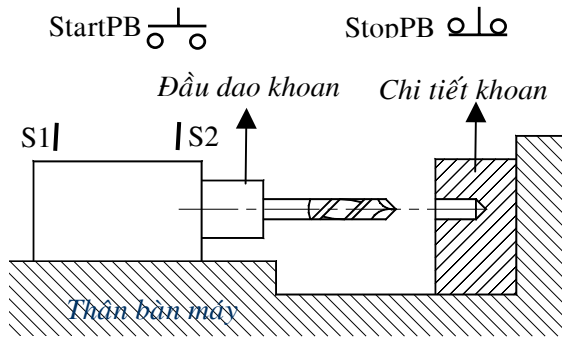 StartPB StopPB
Đầu dao khoan Chi tiết khoan
S1 S2
Thân bàn máy